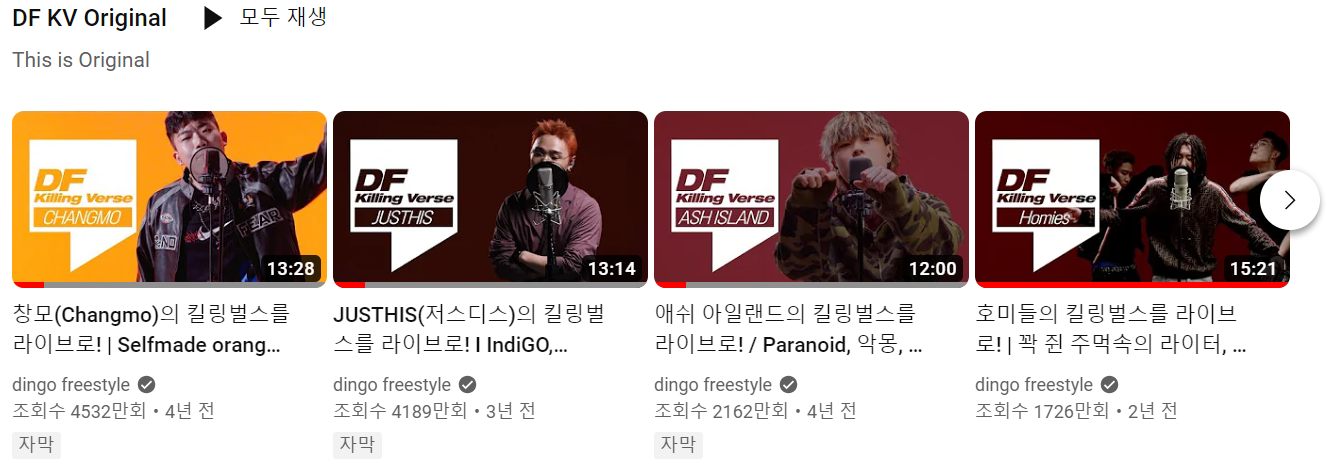 DF KV Original ▶ 모두 재생
This is Original
DF
Killing Verse
CHANGMO
FEAR
13:28
DF
Killing Verse
JUSTHIS
13:14
DF
Killing Verse
ASH ISLAND
12:00
DF
Killing Verse
Homies
15:21
창모(Changmo)의 킬링벌스를
라이브로! | Selfmade orang...
dingo freestyle
조회수 4532만회 • 4년 전
자막
JUSTHIS(저스디스)의 킬링벌
스를 라이브로! I IndiGO,...
dingo freestyle
조회수 4189만회 • 3년 전
자막
애쉬 아일랜드의 킬링벌스를
라이브로! / Paranoid, 악몽, ...
dingo freestyle
조회수 2162만회 • 4년 전
자막
호미들의 킬링벌스를 라이브
로! | 꽉 쥔 주먹속의 라이터, ...
dingo freestyle
조회수 1726만회 • 2년 전